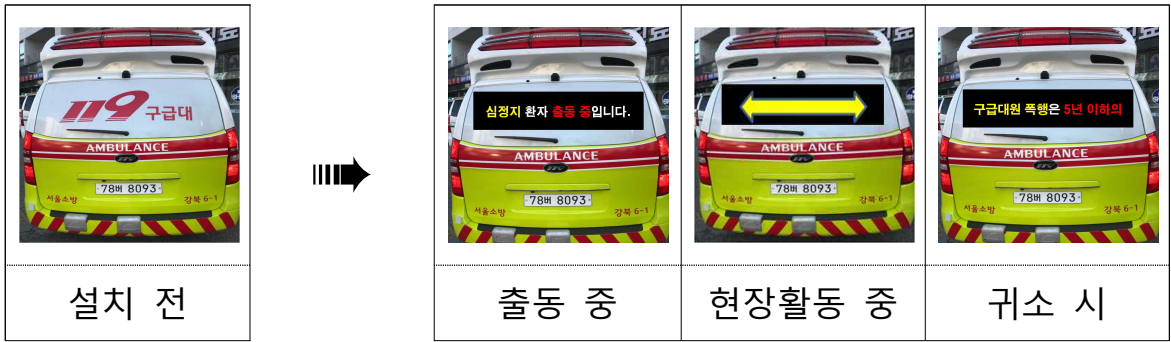 119 구급대
AMBULANCE
78버 8093
서울소방 강북 6-1
설치 전
심정지 환자 출동 중입니다.
AMBULANCE
78버 8093
서울소방 강북 6-1
출동 중
AMBULANCE
78버 8093
서울소방 강북 6-1
현장활동 중
구급대원 폭행은 5년 이하의
AMBULANCE
78버 8093
서울소방 강북 6-1
귀소 시